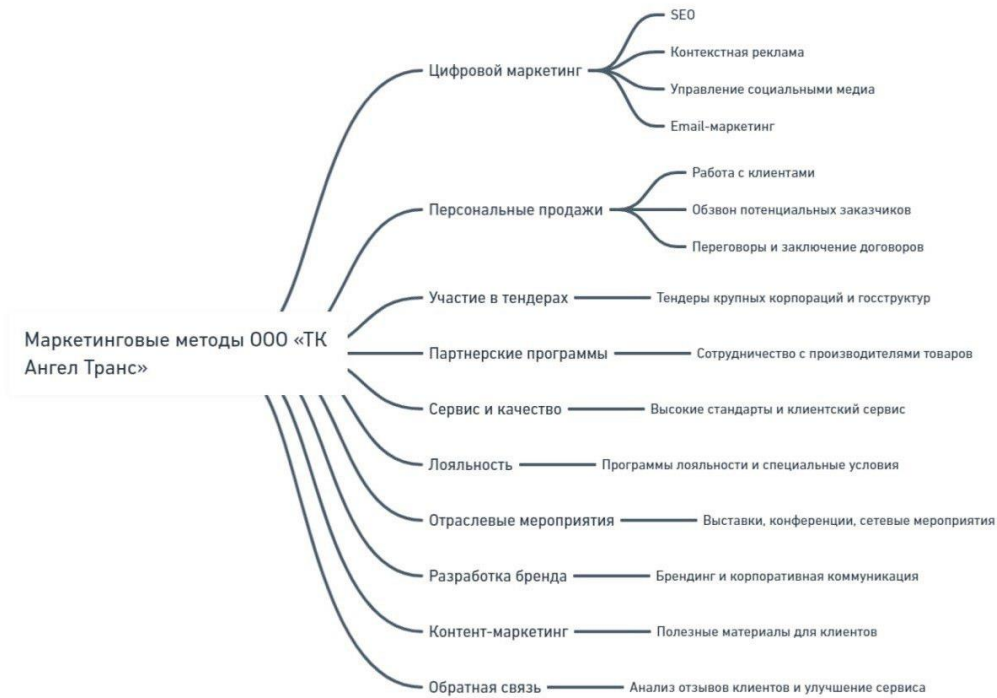 SEO
Контекстная реклама
Цифровой маркетинг
Управление социальными медиа
Email-маркетинг
Работа с клиентами
Персональные продажи
Обзвон потенциальных заказчиков
Переговоры и заключение договоров
Участие в тендерах
Тендеры крупных корпораций и госструктур
Маркетинговые методы ООО «ТК
Ангел Транс»
Партнерские программы
Сотрудничество с производителями товаров
Сервис и качество
Высокие стандарты и клиентский сервис
Лояльность
Программы лояльности и специальные условия
Отраслевые мероприятия
Выставки, конференции, сетевые мероприятия
Разработка бренда
Брендинг и корпоративная коммуникация
Контент-маркетинг
Полезные материалы для клиентов
Обратная связь
Анализ отзывов клиентов и улучшение сервиса